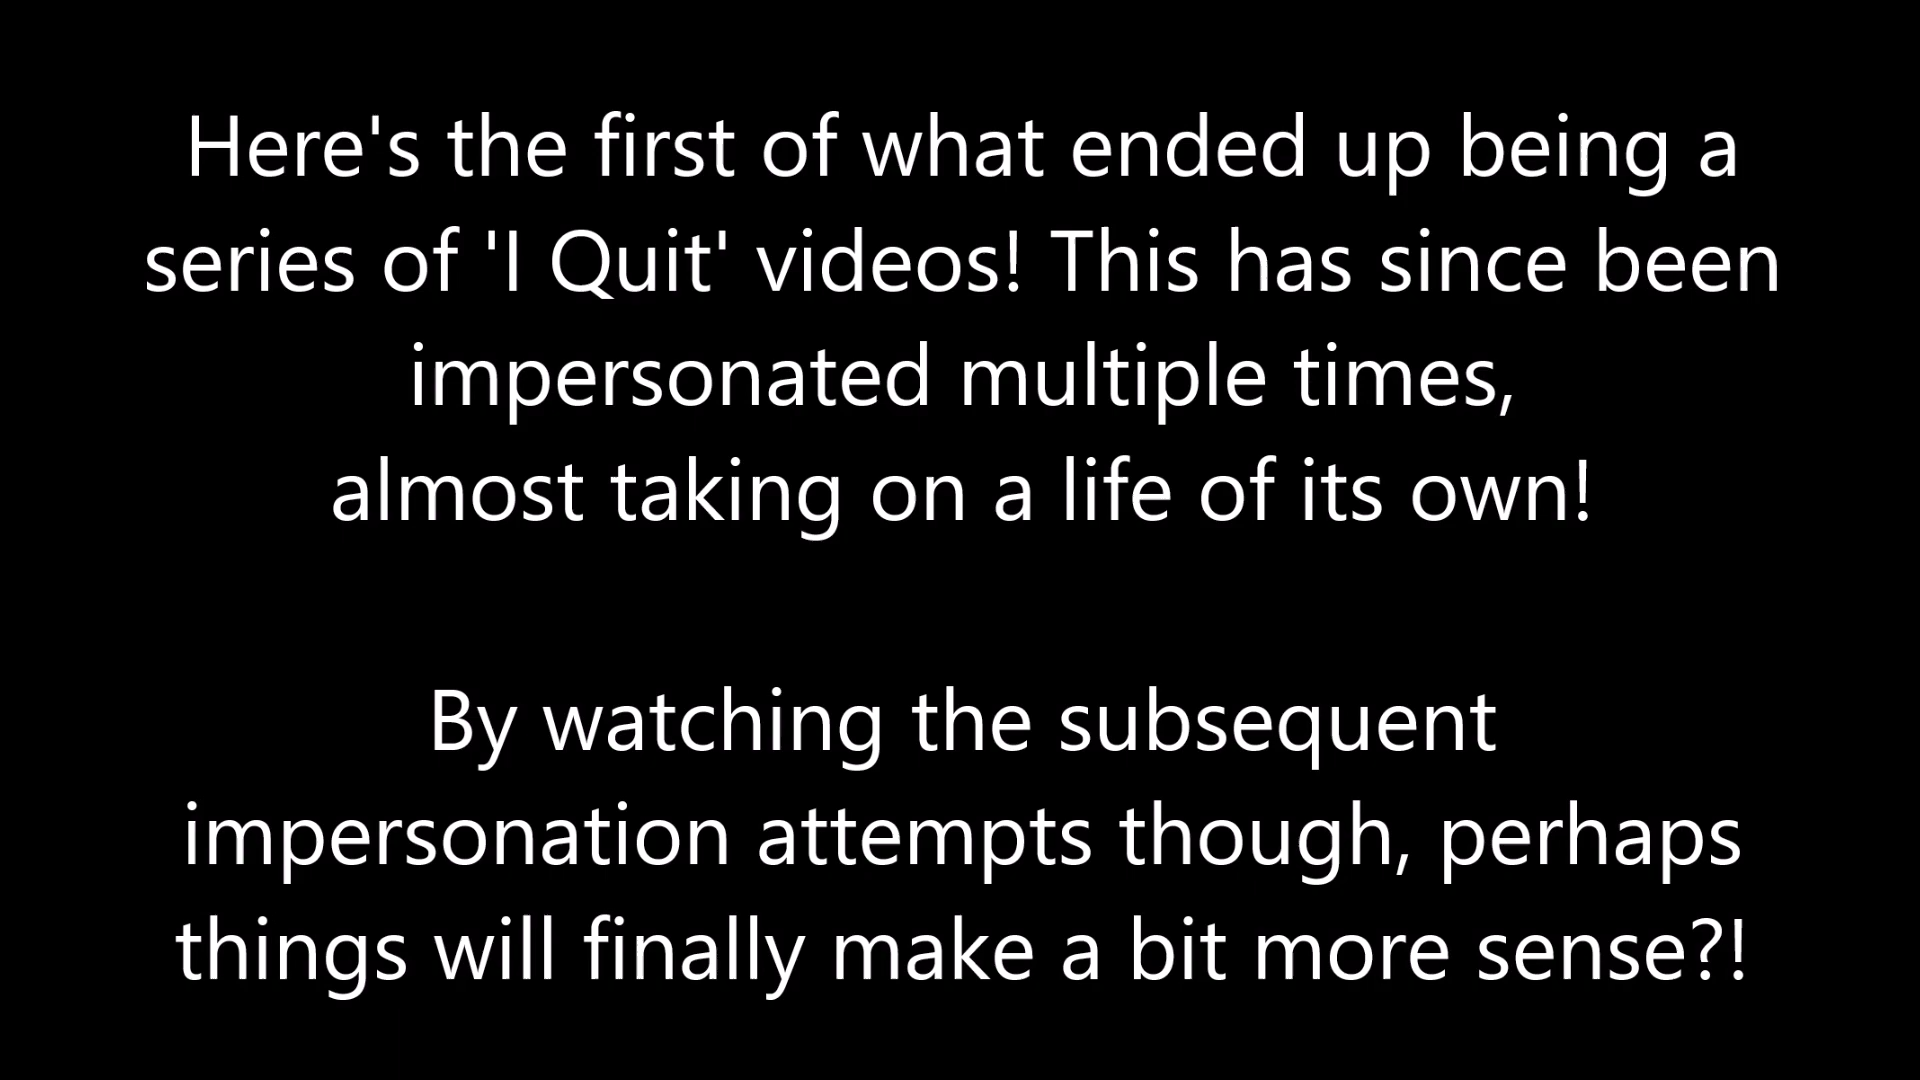 Here's the first of what ended up being a
series of 'I Quit' videos! This has since been
impersonated multiple times,
almost taking on a life of its own!
By watching the subsequent
impersonation attempts though, perhaps
things will finally make a bit more sense?!